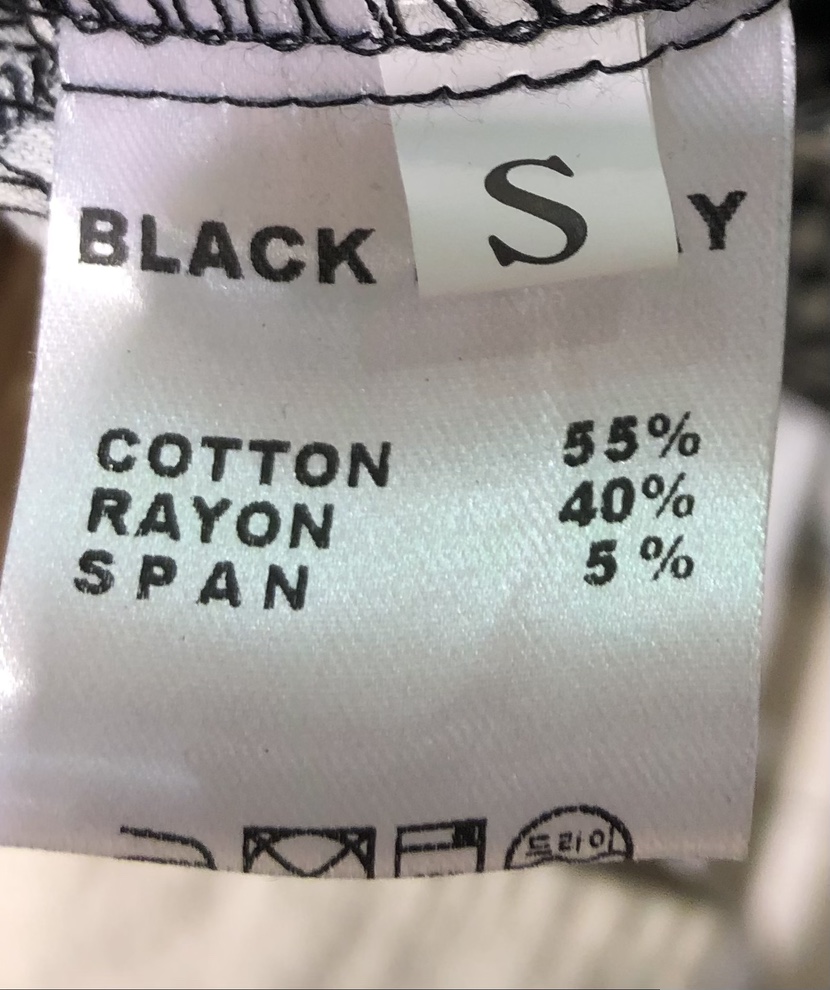 S
BLACK Y
COTTON 55%
RAYON 40%
SPAN 5%
드라이